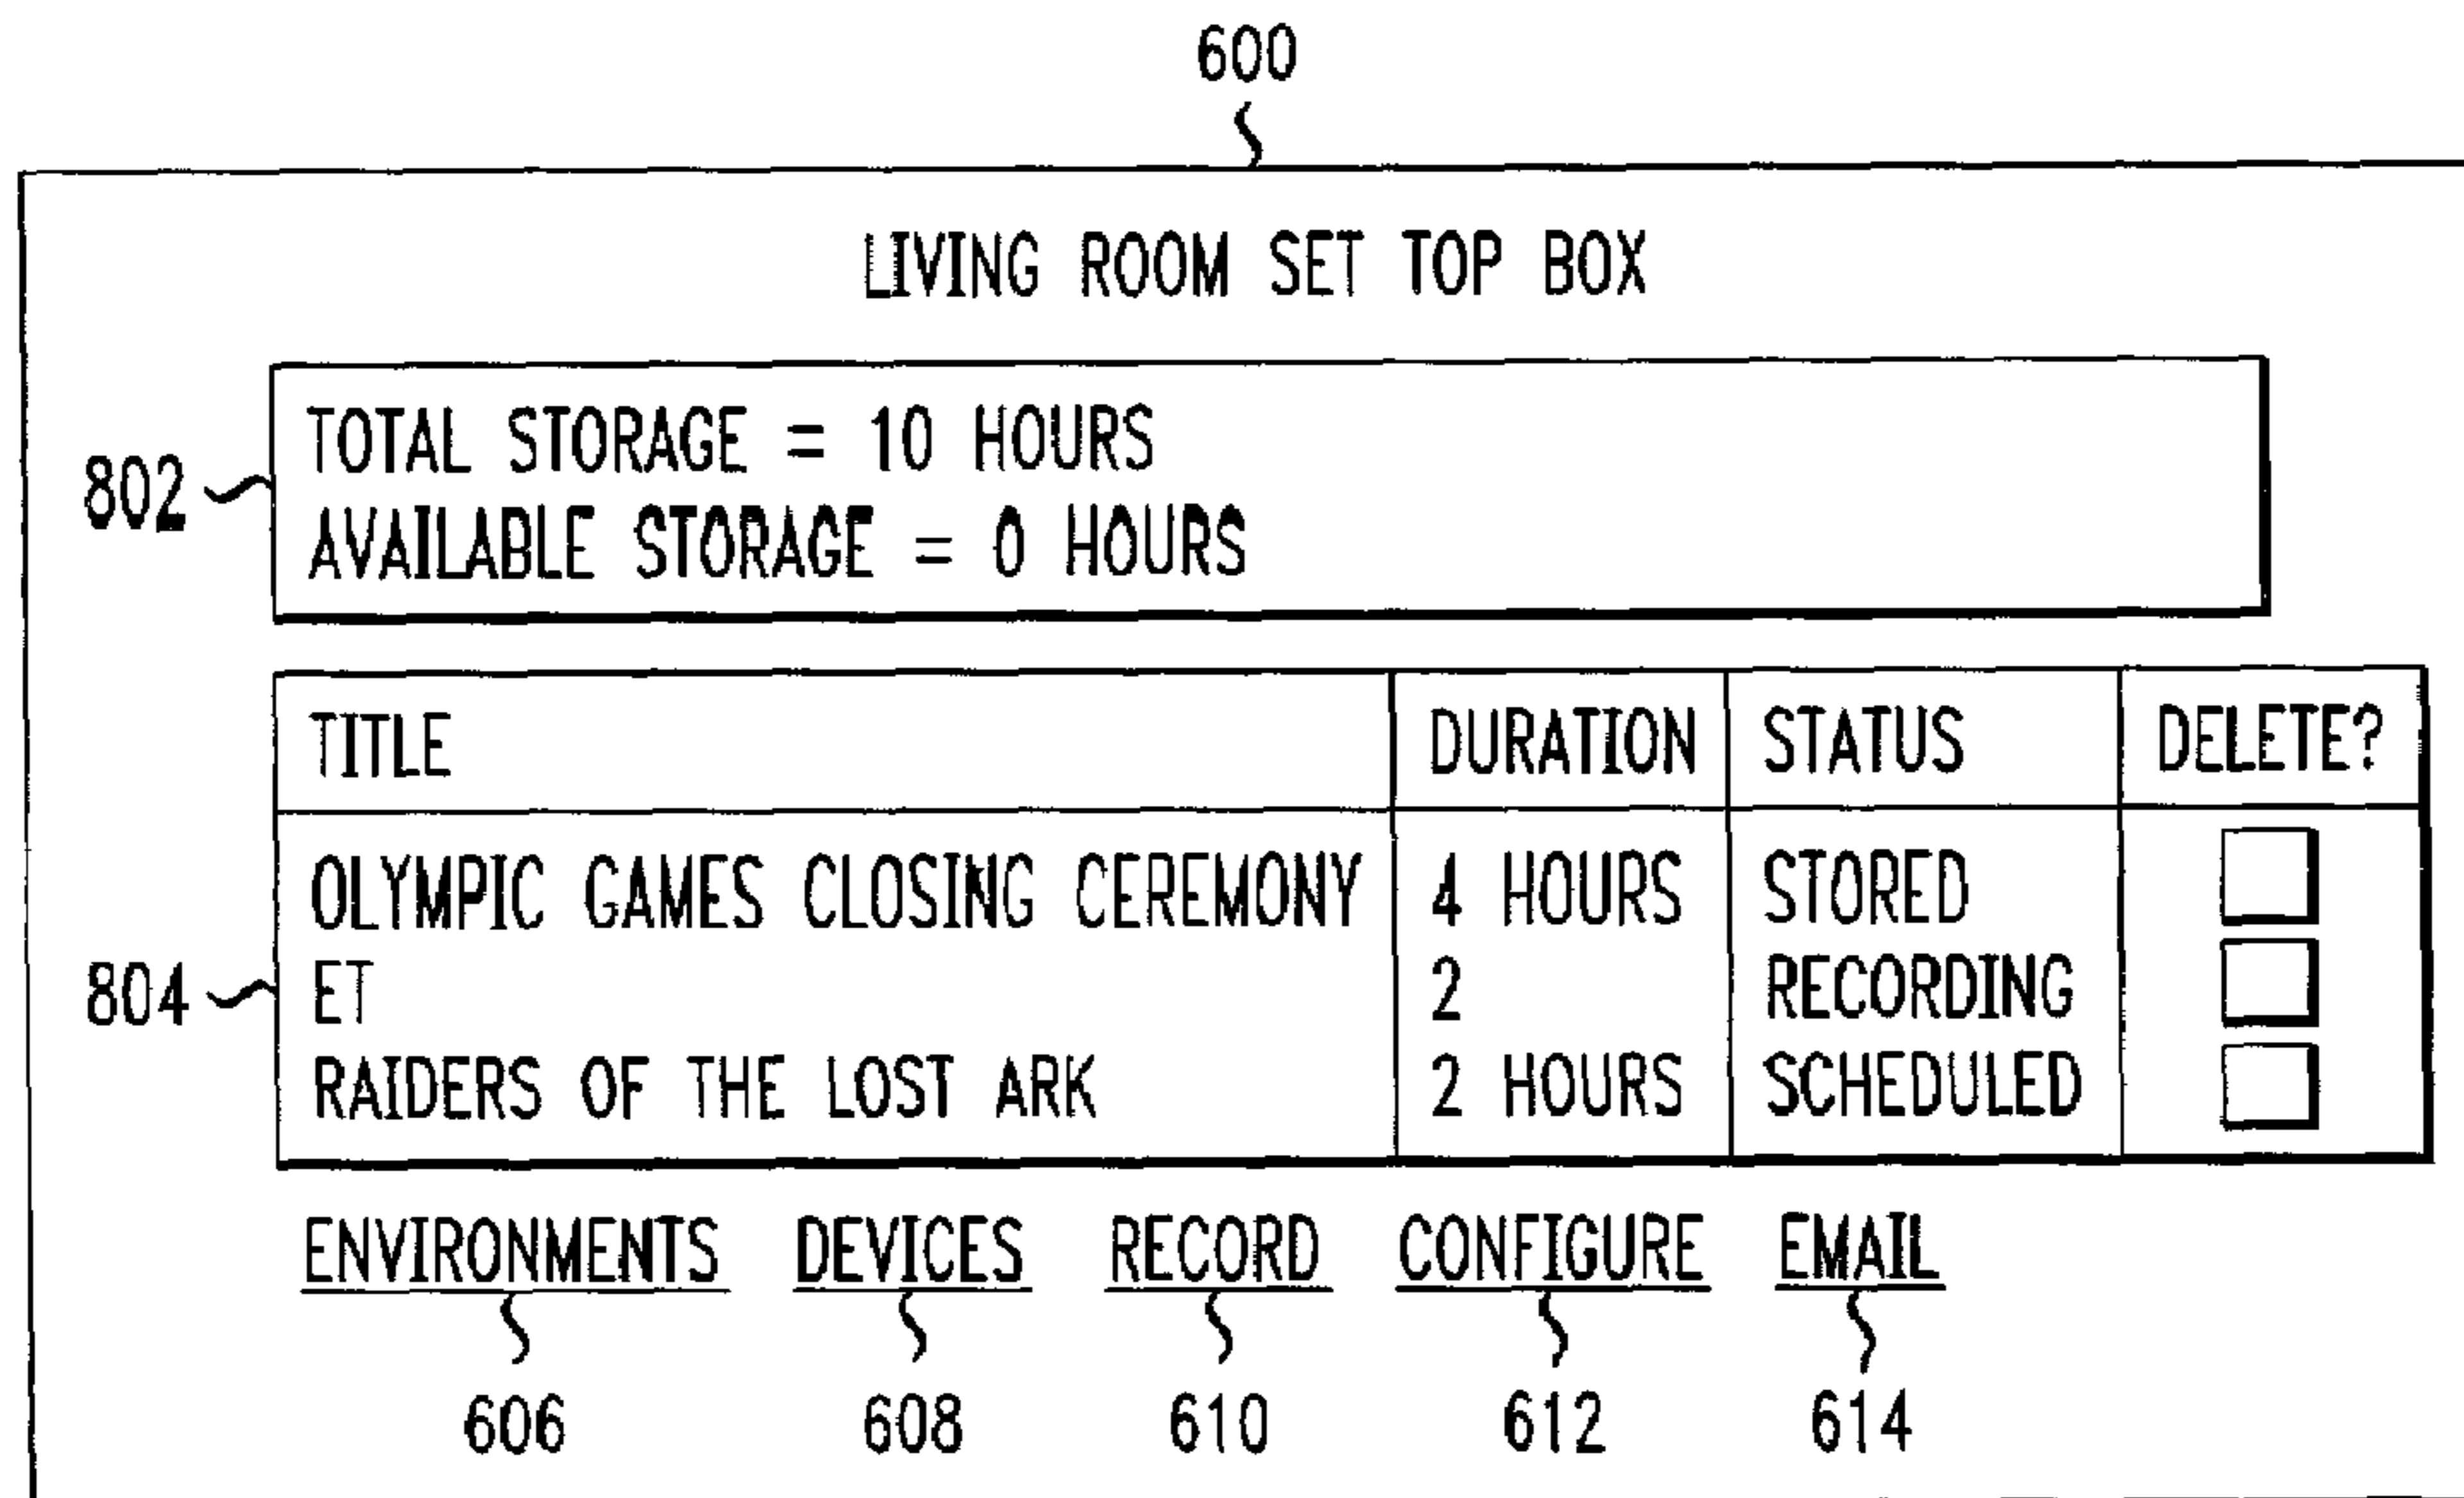 600
LIVING ROOM SET TOP BOX
802
TOTAL STORAGE = 10 HOURS
AVAILABLE STORAGE = 0 HOURS
TITLE DURATION STATUS DELETE?
OLYMPIC GAMES CLOSING CEREMONY 4 HOURS STORED
804 ET 2 RECORDING
RAIDERS OF THE LOST ARK 2 HOURS SCHEDULED
ENVIRONMENTS DEVICES RECORD CONFIGURE EMAIL
606 608 610 612 614